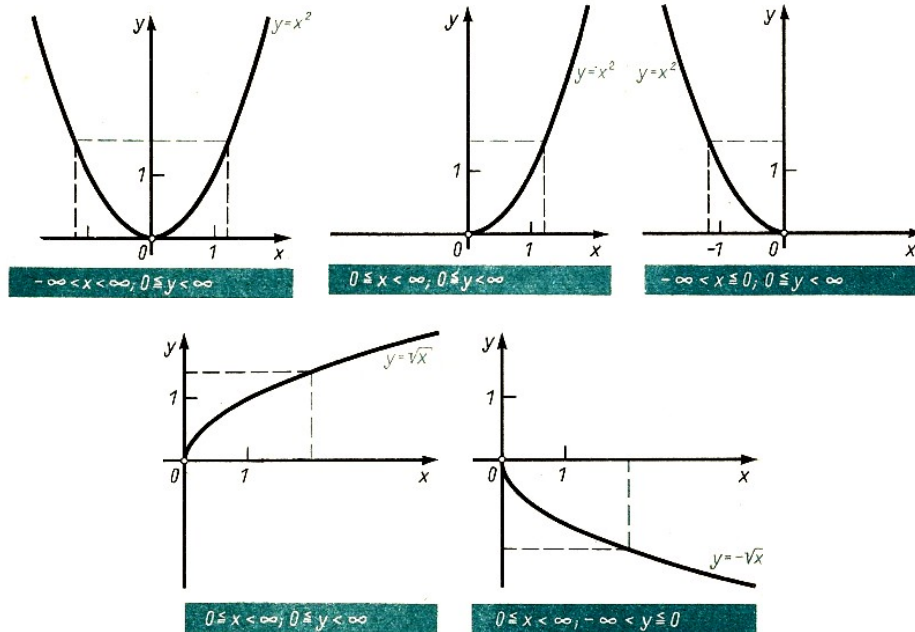 y
y=x²
1
0 1 x
-∞<x<∞; 0≦y<∞
y
y=x²
1
0 1 x
0≦x<∞; 0≦y<∞
y=x²
y
1
-1 0 x
-∞<x≦0; 0≦y<∞
y
y=√x
1
0 1 x
0≦x<∞; 0≦y<∞
y
1
0 1 x
y=-√x
0≦x<∞; -∞<y≦0